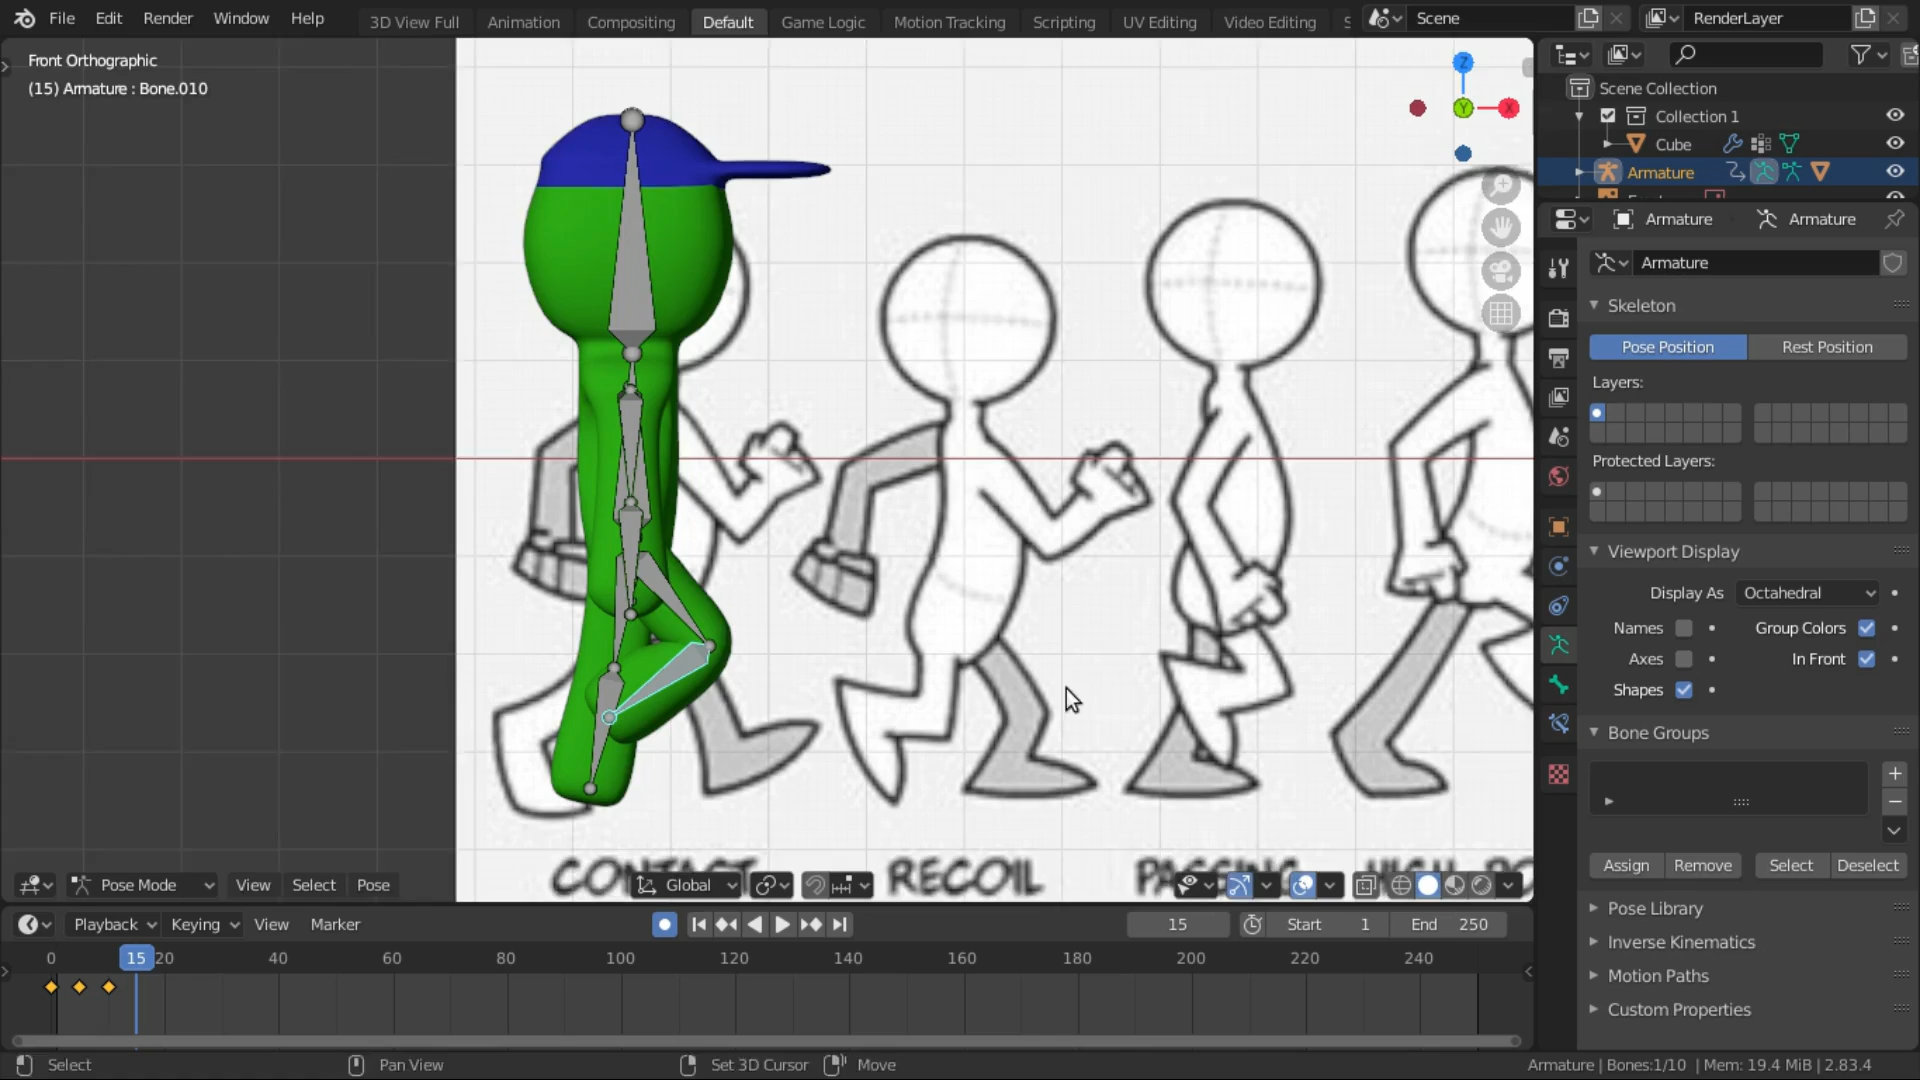 File Edit Render Window Help 3D View Full Animation Compositing Default Game Logic Motion Tracking Scripting UV Editing Video Editing S Scene RenderLayer
Front Orthographic
(15) Armature : Bone.010
Z
Y
X
Scene Collection
Collection 1
Cube
Armature
Armature Armature
Armature
Skeleton
Pose Position Rest Position
Layers:
Protected Layers:
Viewport Display
Display As Octahedral
Names Group Colors
Axes In Front
Shapes
Bone Groups
Assign Remove Select Deselect
Pose Library
Inverse Kinematics
Motion Paths
Custom Properties
CONTACT RECOIL
Pose Mode View Select Pose Global
Playback Keying View Marker 15 Start 1 End 250
0 15 20 40 60 80 100 120 140 160 180 200 220 240
Select Pan View Set 3D Cursor Move Armature | Bones:1/10 | Mem: 19.4 MiB | 2.83.4